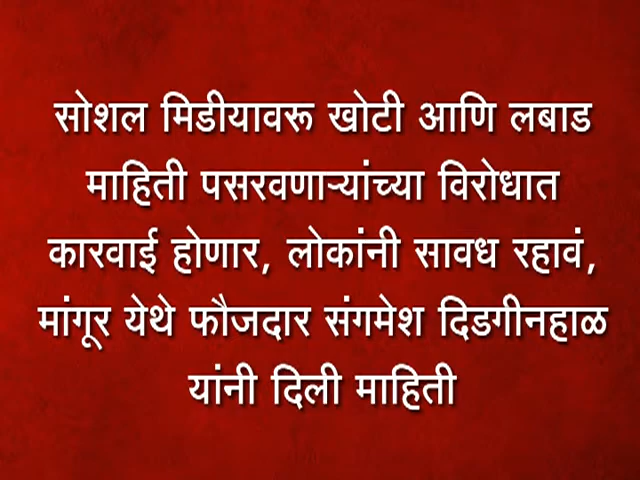 सोशल मिडीयावरू खोटी आणि लबाड
माहिती पसरवणाऱ्यांच्या विरोधात
कारवाई होणार, लोकांनी सावध रहावं,
मांगूर येथे फौजदार संगमेश दिडगीनहाळ
यांनी दिली माहिती